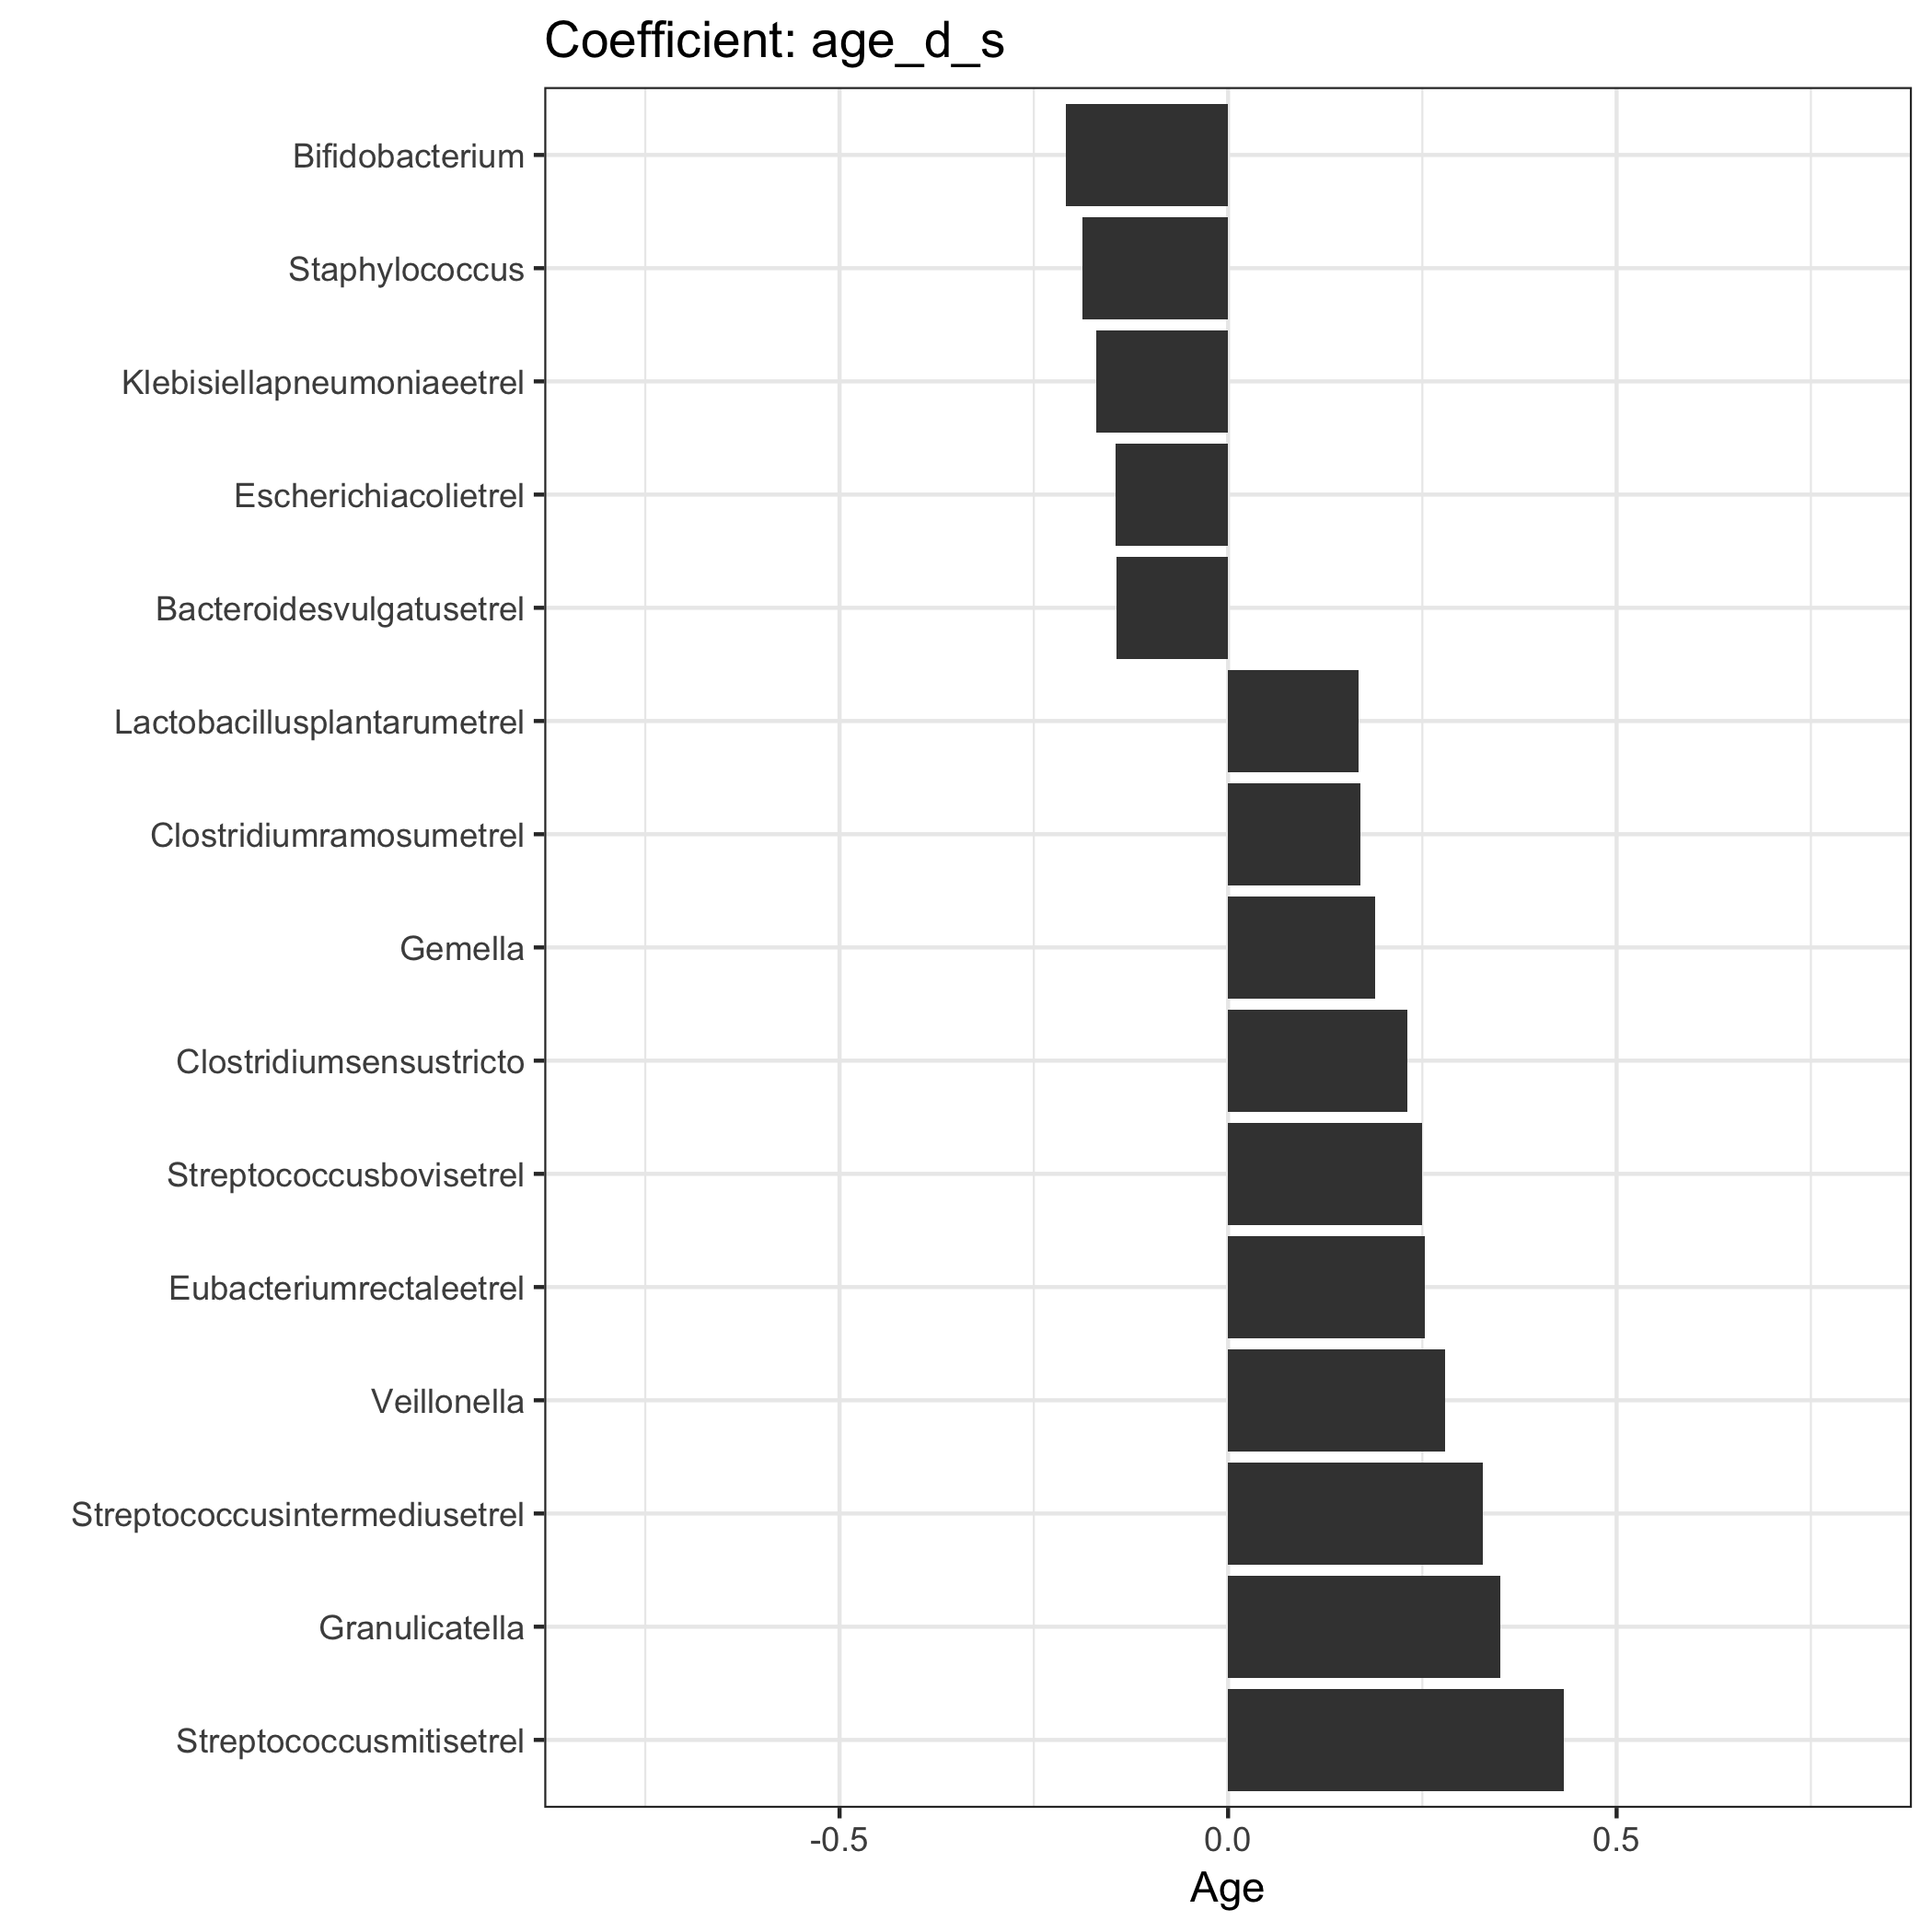 Coefficient: age_d_s
Bifidobacterium
Staphylococcus
Klebisiellapneumoniaeetrel
Escherichiacolietrel
Bacteroidesvulgatusetrel
Lactobacillusplantarumetrel
Clostridiumramosumetrel
Gemella
Clostridiumsensustricto
Streptococcusbovisetrel
Eubacteriumrectaleetrel
Veillonella
Streptococcusintermediusetrel
Granulicatella
Streptococcusmitisetrel
-0.5 0.0 0.5
Age